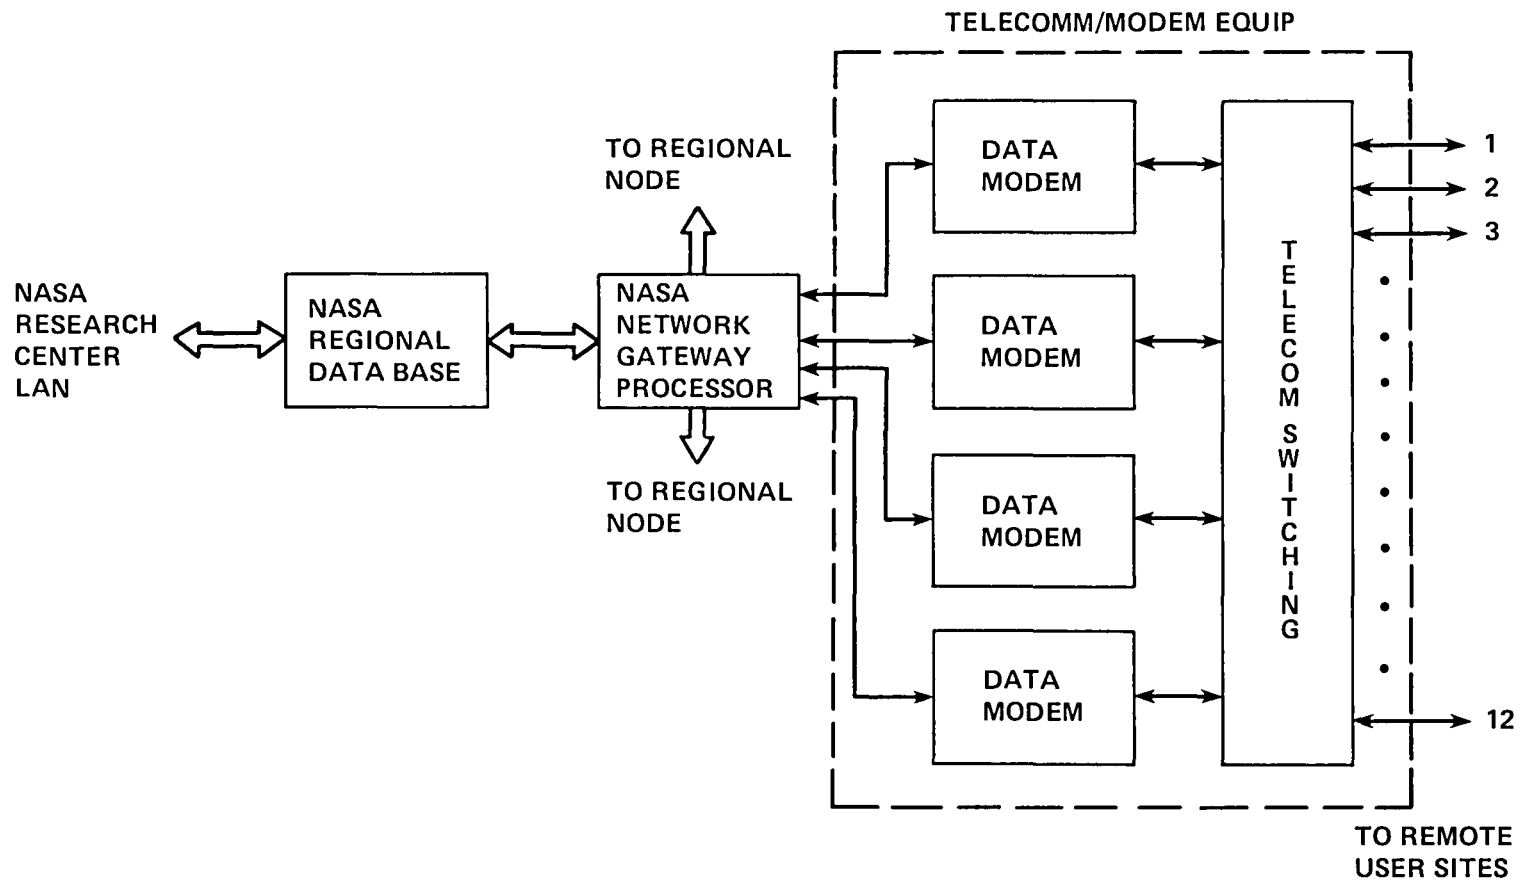 TELECOMM/MODEM EQUIP
TO REGIONAL
NODE
NASA
RESEARCH
CENTER
LAN
NASA
REGIONAL
DATA BASE
NASA
NETWORK
GATEWAY
PROCESSOR
TO REGIONAL
NODE
DATA
MODEM
DATA
MODEM
DATA
MODEM
DATA
MODEM
TELECOM SWITCHING
1
2
3
12
TO REMOTE
USER SITES